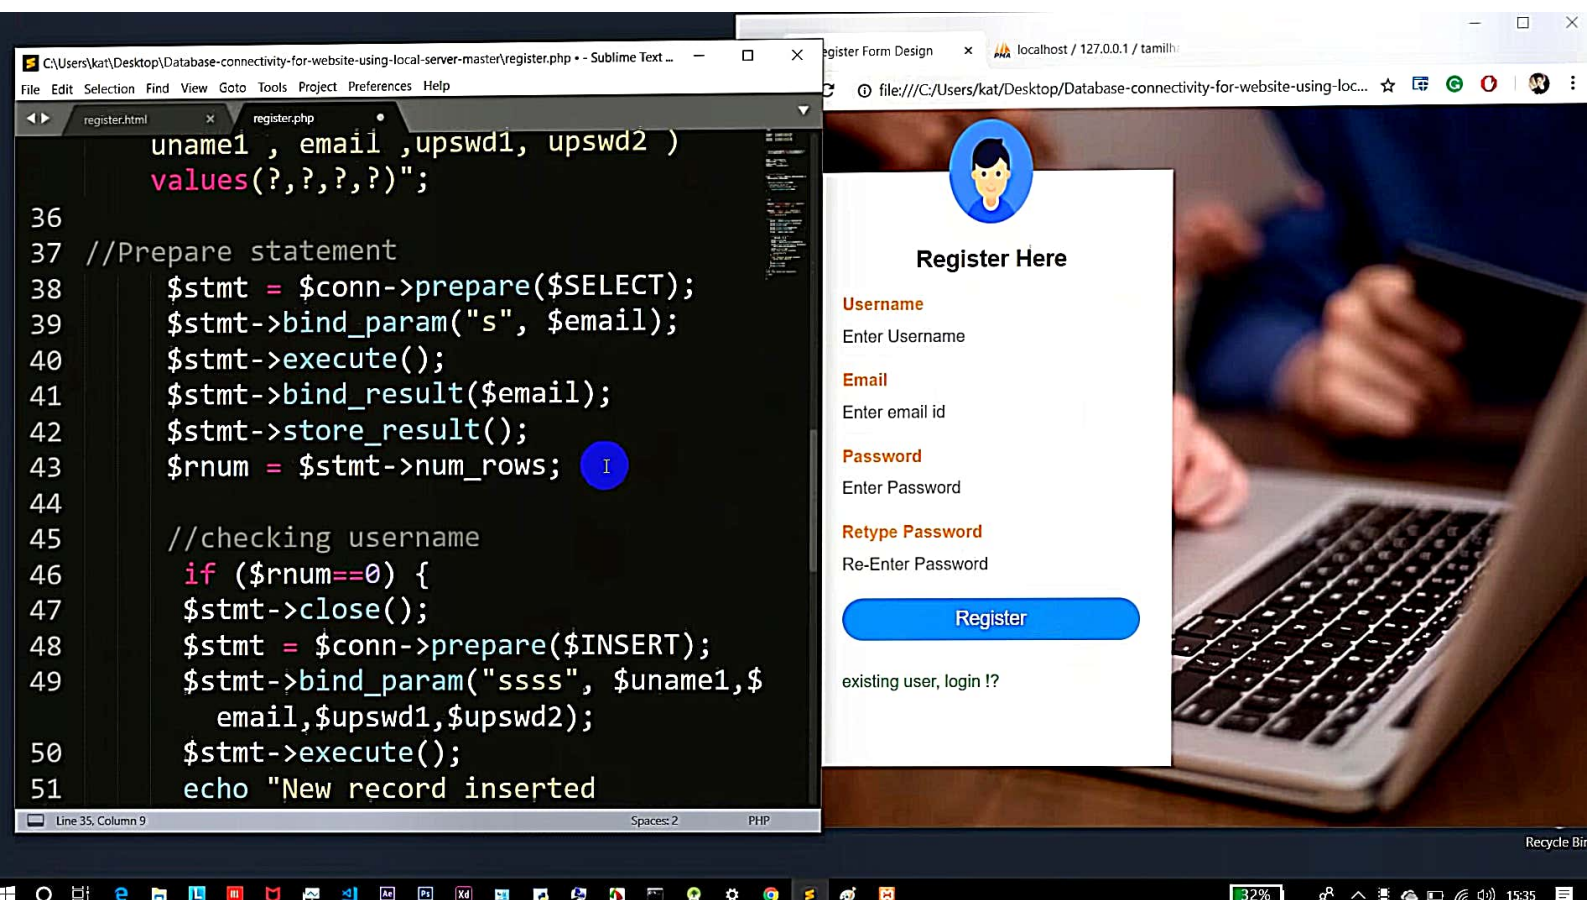 C:\Users\kat\Desktop\Database-connectivity-for-website-using-local-server-master\register.php • - Sublime Text ...
File Edit Selection Find View Goto Tools Project Preferences Help
register.html
register.php
uname1 , email ,upswd1, upswd2 )
values(?,?,?,?)";
36
37 //Prepare statement
38 $stmt = $conn->prepare($SELECT);
39 $stmt->bind_param("s", $email);
40 $stmt->execute();
41 $stmt->bind_result($email);
42 $stmt->store_result();
43 $rnum = $stmt->num_rows;
44
45 //checking username
46 if ($rnum==0) {
47 $stmt->close();
48 $stmt = $conn->prepare($INSERT);
49 $stmt->bind_param("ssss", $uname1,$
email,$upswd1,$upswd2);
50 $stmt->execute();
51 echo "New record inserted
Line 35, Column 9
Spaces: 2
PHP
egister Form Design
PMA localhost / 127.0.0.1 / tamilh
file:///C:/Users/kat/Desktop/Database-connectivity-for-website-using-loc...
Register Here
Username
Enter Username
Email
Enter email id
Password
Enter Password
Retype Password
Re-Enter Password
Register
existing user, login !?
Recycle Bin
Ae
Ps
Xd
32%
15:35